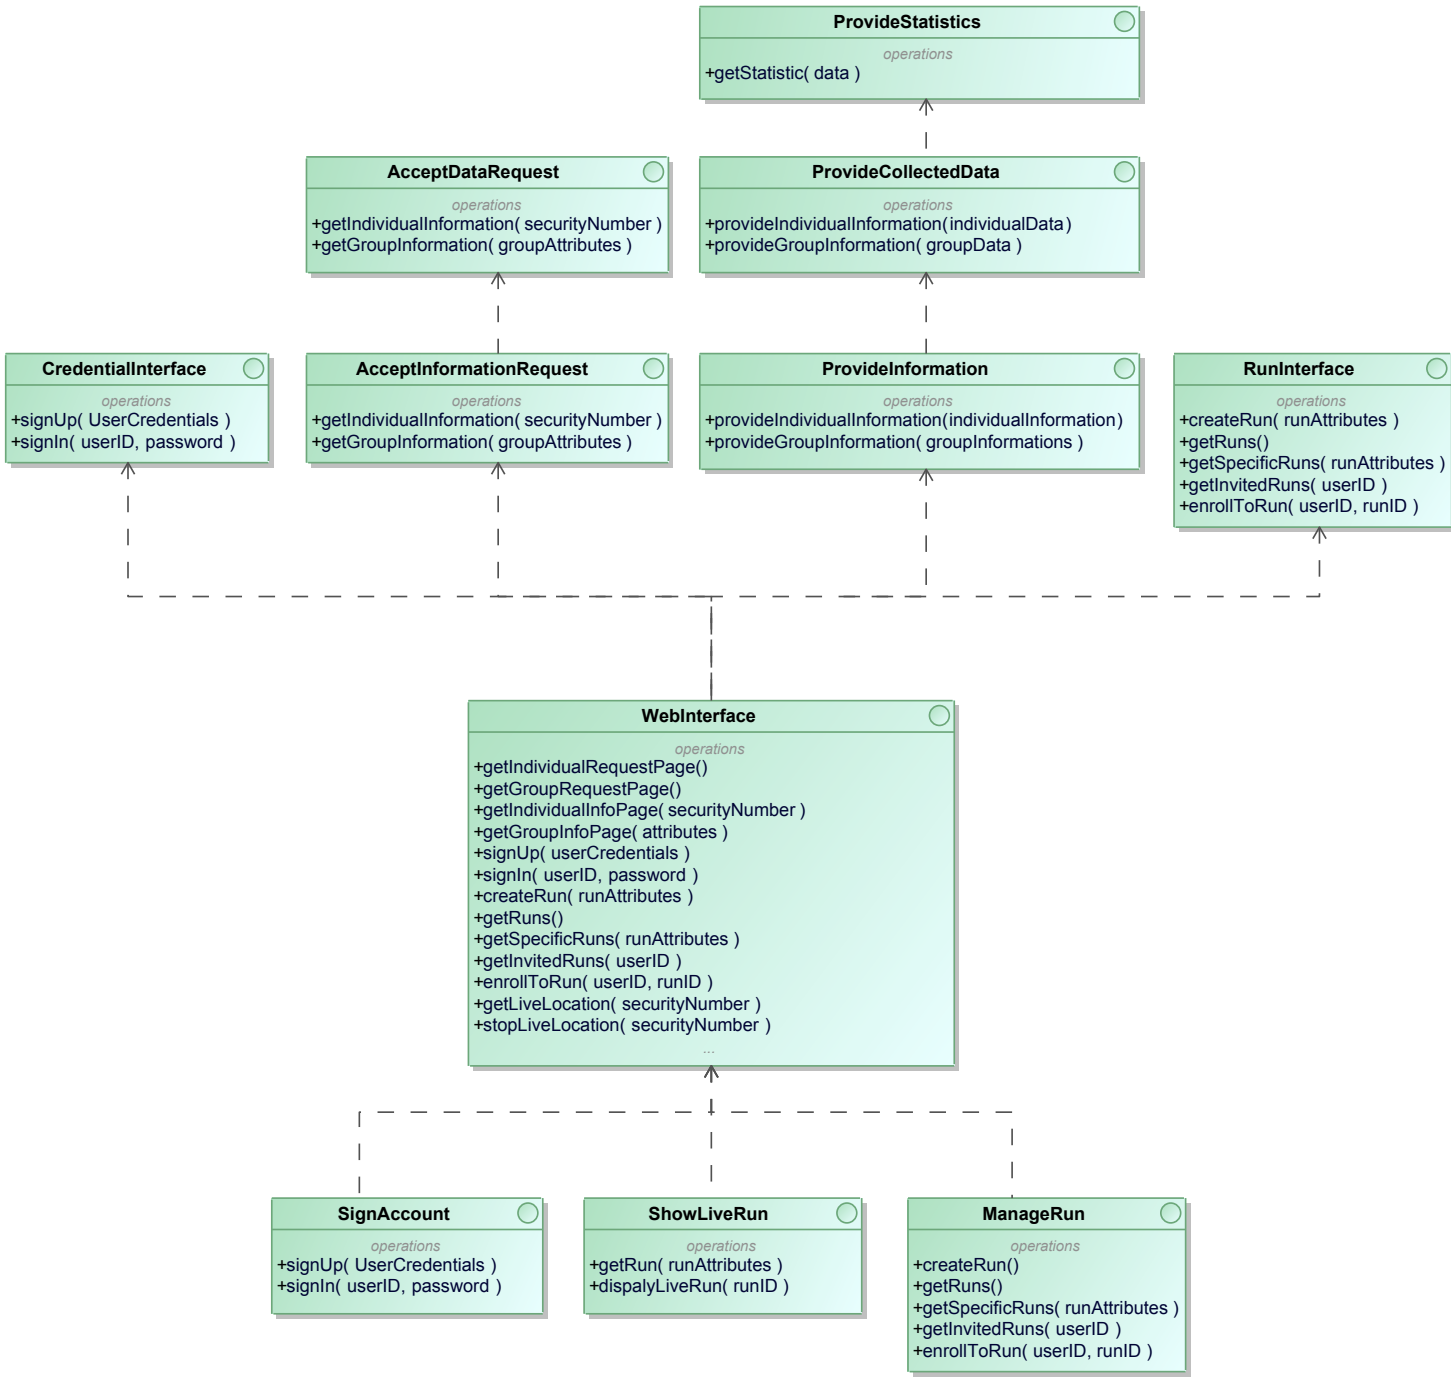 ProvideStatistics
operations
+getStatistic( data )
AcceptDataRequest
operations
+getIndividualInformation( securityNumber )
+getGroupInformation( groupAttributes )
ProvideCollectedData
operations
+provideIndividualInformation(individualData)
+provideGroupInformation( groupData )
CredentialInterface
operations
+signUp( UserCredentials )
+signIn( userID, password )
AcceptInformationRequest
operations
+getIndividualInformation( securityNumber )
+getGroupInformation( groupAttributes )
ProvideInformation
operations
+provideIndividualInformation(individualInformation)
+provideGroupInformation( groupInformations )
RunInterface
operations
+createRun( runAttributes )
+getRuns()
+getSpecificRuns( runAttributes )
+getInvitedRuns( userID )
+enrollToRun( userID, runID )
WebInterface
operations
+getIndividualRequestPage()
+getGroupRequestPage()
+getIndividualInfoPage( securityNumber )
+getGroupInfoPage( attributes )
+signUp( userCredentials )
+signIn( userID, password )
+createRun( runAttributes )
+getRuns()
+getSpecificRuns( runAttributes )
+getInvitedRuns( userID )
+enrollToRun( userID, runID )
+getLiveLocation( securityNumber )
+stopLiveLocation( securityNumber )
...
SignAccount
operations
+signUp( UserCredentials )
+signIn( userID, password )
ShowLiveRun
operations
+getRun( runAttributes )
+dispalyLiveRun( runID )
ManageRun
operations
+createRun()
+getRuns()
+getSpecificRuns( runAttributes )
+getInvitedRuns( userID )
+enrollToRun( userID, runID )